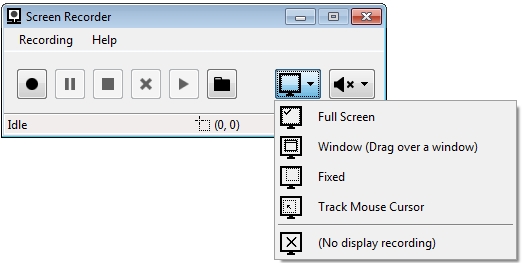 Screen Recorder
Recording Help
Idle (0, 0)
Full Screen
Window (Drag over a window)
Fixed
Track Mouse Cursor
(No display recording)